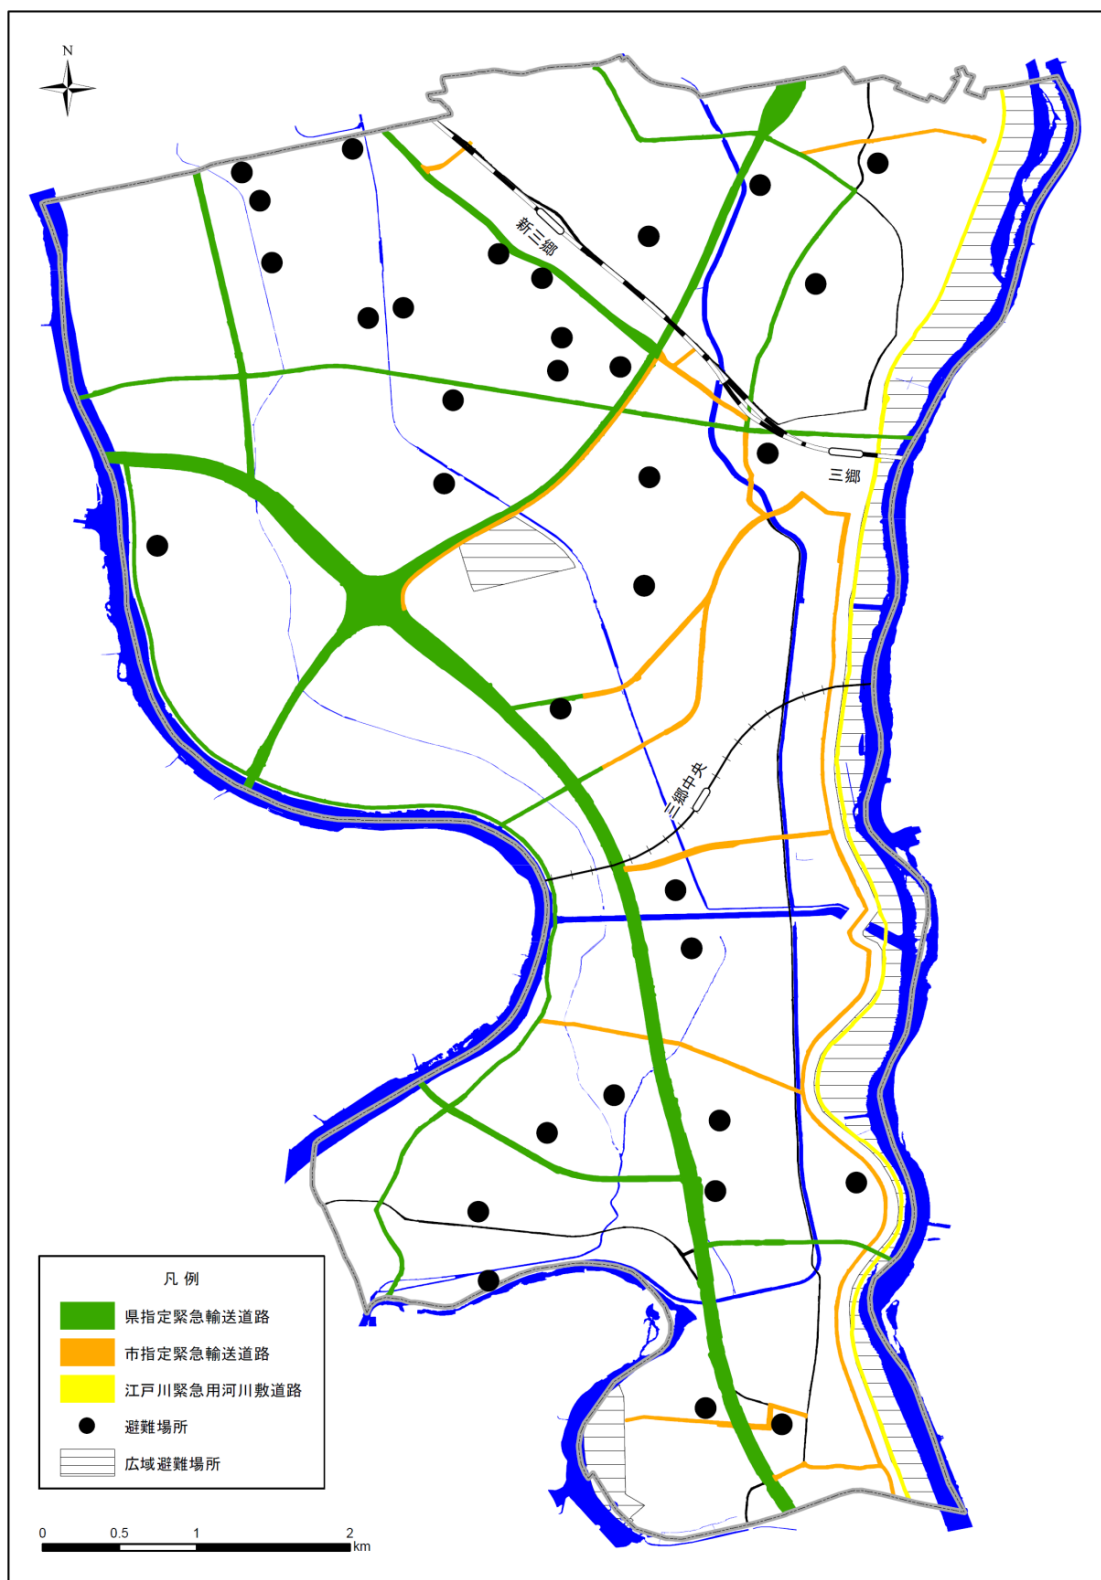 N
新三郷
三郷
三郷中央
凡例
県指定緊急輸送道路
市指定緊急輸送道路
江戸川緊急用河川敷道路
避難場所
広域避難場所
0 0.5 1 2
km